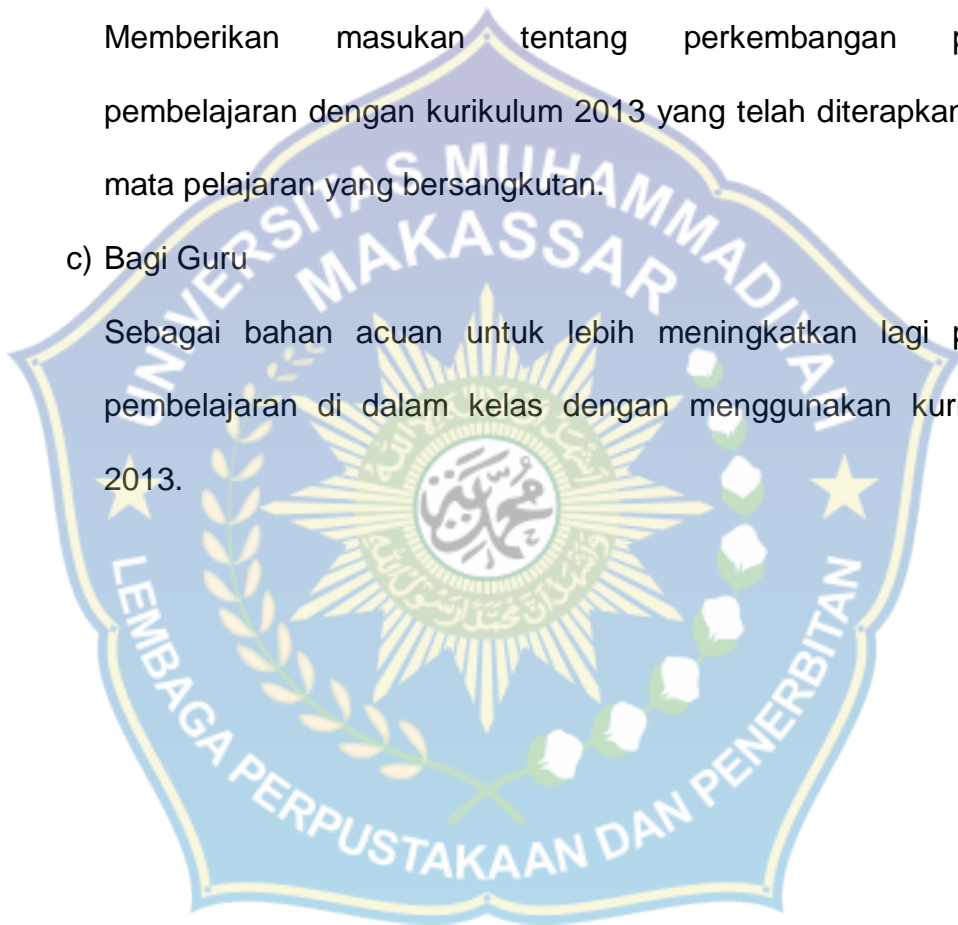 Memberikan masukan tentang perkembangan p
pembelajaran dengan kurikulum 2013 yang telah diterapkan
mata pelajaran yang bersangkutan.
c) Bagi Guru
Sebagai bahan acuan untuk lebih meningkatkan lagi p
pembelajaran di dalam kelas dengan menggunakan kuri
2013.
UNIVERSITAS MUHAMMADIYAH
MAKASSAR
LEMBAGA PERPUSTAKAAN DAN PENERBITAN